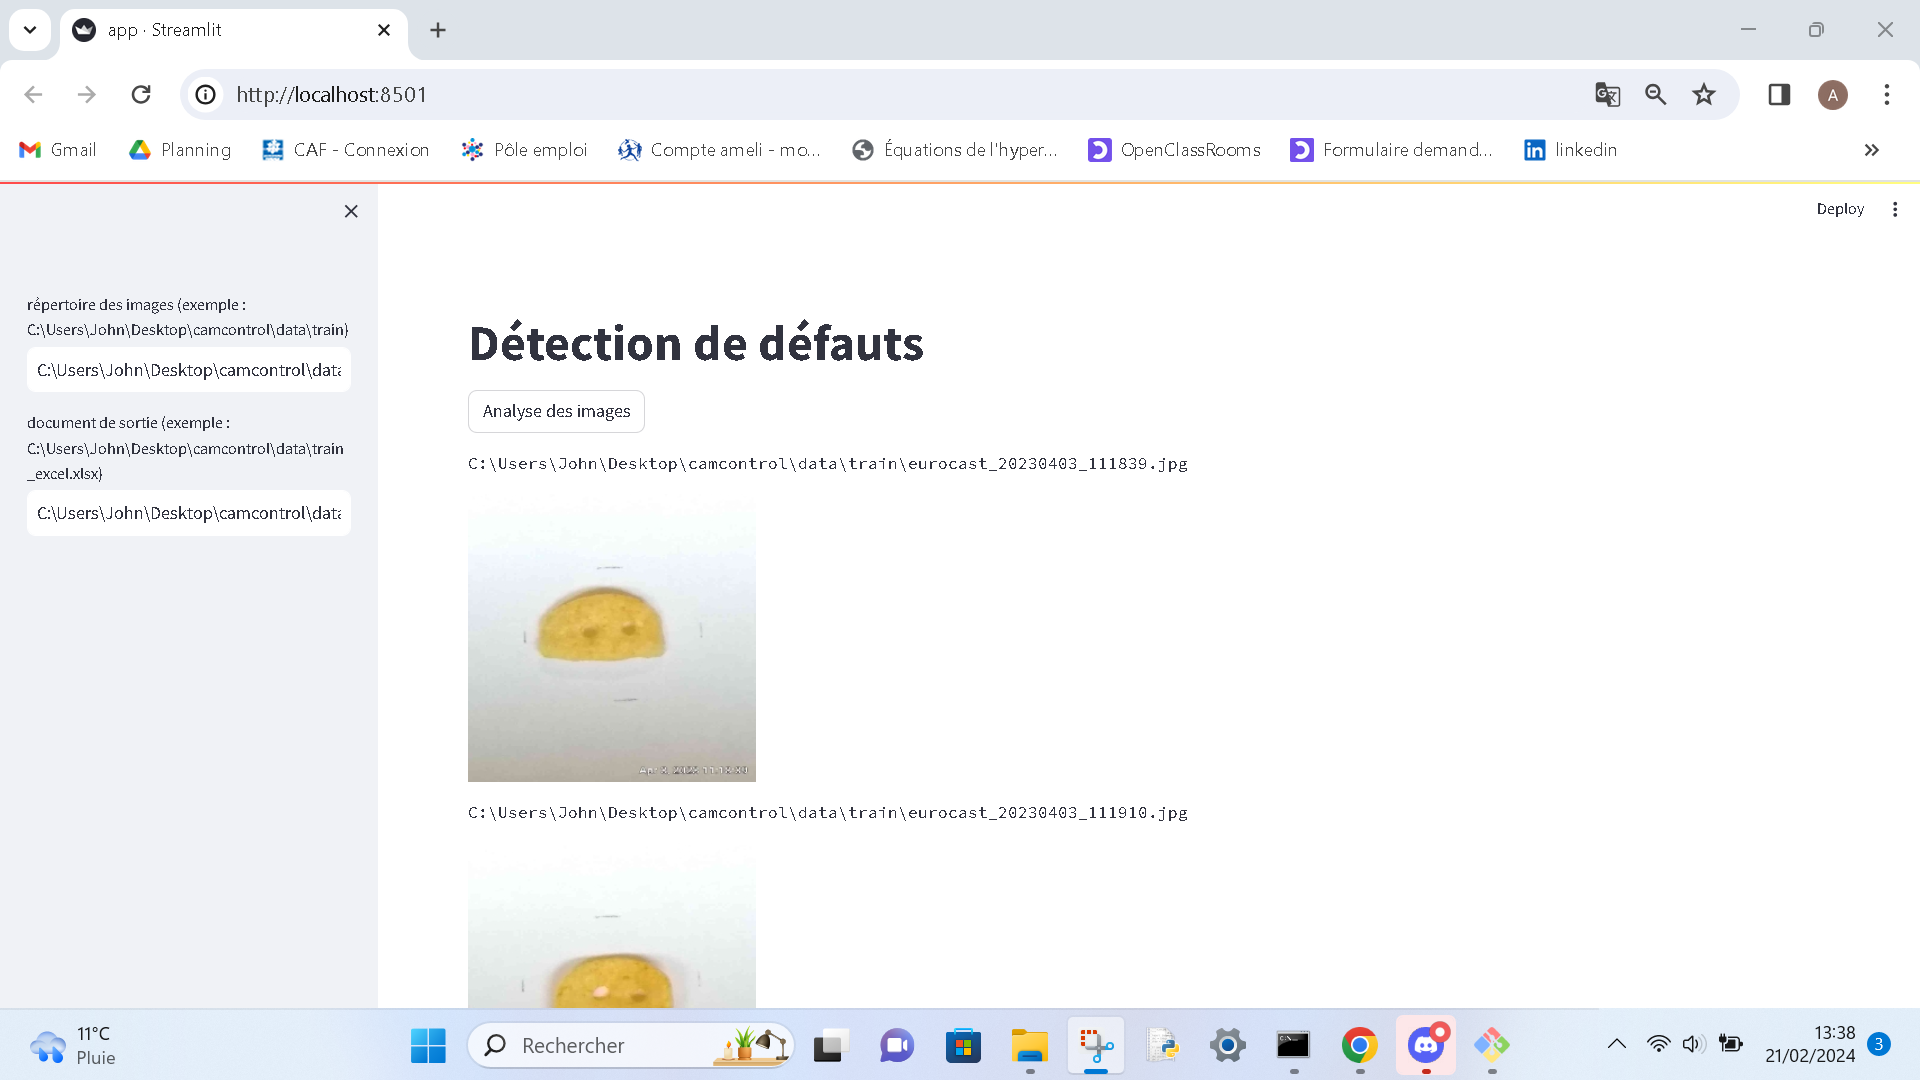 app · Streamlit
http://localhost:8501
A
Gmail
Planning
CAF - Connexion
Pôle emploi
Compte ameli - mo...
Équations de l'hyper...
OpenClassRooms
Formulaire demand...
linkedin
Deploy
répertoire des images (exemple :
C:\Users\John\Desktop\camcontrol\data\train)
C:\Users\John\Desktop\camcontrol\data
document de sortie (exemple :
C:\Users\John\Desktop\camcontrol\data\train
_excel.xlsx)
C:\Users\John\Desktop\camcontrol\data
Détection de défauts
Analyse des images
C:\Users\John\Desktop\camcontrol\data\train\eurocast_20230403_111839.jpg
C:\Users\John\Desktop\camcontrol\data\train\eurocast_20230403_111910.jpg
11°C
Pluie
Rechercher
13:38
21/02/2024
3